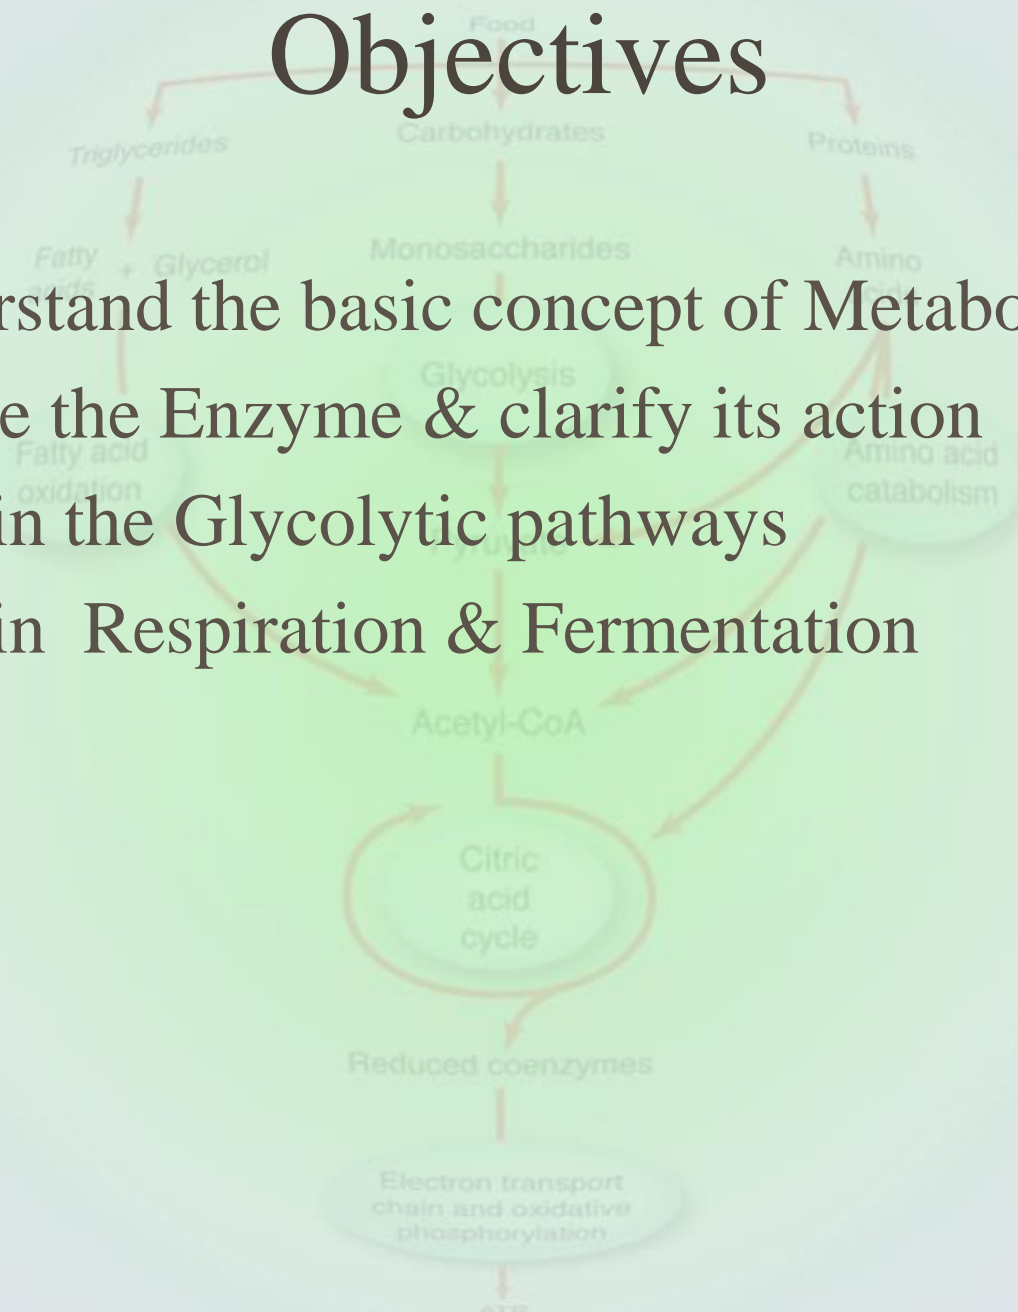 Food
Objectives
Triglycerides Carbohydrates Proteins
Fatty acids + Glycerol Monosaccharides Amino
rstand the basic concept of Metabo
Glycolysis
e the Enzyme & clarify its action
Fatty acid oxidation
Amino acid catabolism
in the Glycolytic pathways
Pyruvate
in Respiration & Fermentation
Acetyl-CoA
Citric
acid
cycle
Reduced coenzymes
Electron transport
chain and oxidative
phosphorylation